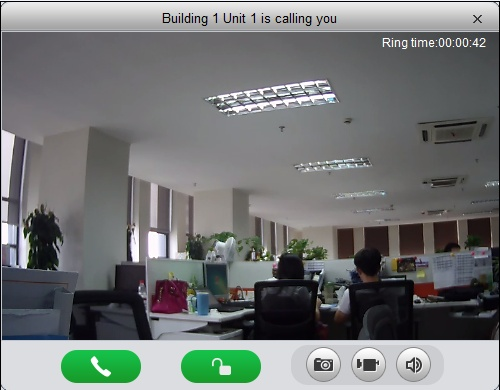 Building 1 Unit 1 is calling you
Ring time:00:00:42